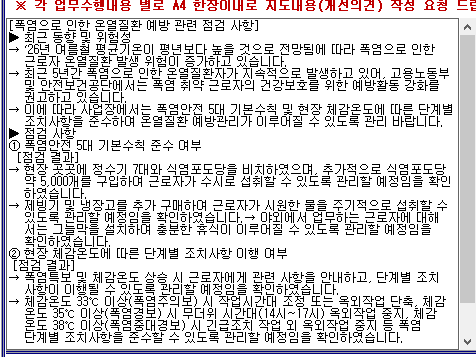 ※ 각 업무수행내용 별로 A4 한장이내로 지도내용(개선의견) 작성 요청 드립
[폭염으로 인한 온열질환 예방 관련 점검 사항]
▶ 최근 동향 및 위험성
→ '26년 여름철 평균기온이 평년보다 높을 것으로 전망됨에 따라 폭염으로 인한
근로자 온열질환 발생 위험이 증가하고 있습니다.
→ 최근 5년간 폭염으로 인한 온열질환자가 지속적으로 발생하고 있어, 고용노동부
및 안전보건공단에서는 폭염 취약 근로자의 건강보호를 위한 예방활동 강화를
권고하고 있습니다.
→ 이에 따라 사업장에서는 폭염안전 5대 기본수칙 및 현장 체감온도에 따른 단계별
조치사항을 준수하여 온열질환 예방관리가 이루어질 수 있도록 관리 바랍니다.
▶ 점검 사항
① 폭염안전 5대 기본수칙 준수 여부
[점검 결과]
→ 현장 곳곳에 정수기 7대와 식염포도당을 비치하였으며, 추가적으로 식염포도당
약 5,000개를 구입하여 근로자가 수시로 섭취할 수 있도록 관리할 예정임을 확인
하였습니다.
→ 제빙기 및 냉장고를 추가 구매하여 근로자가 시원한 물을 주기적으로 섭취할 수
있도록 관리할 예정임을 확인하였습니다.→ 야외에서 업무하는 근로자에 대해
서는 그늘막을 설치하여 충분한 휴식이 이루어질 수 있도록 관리할 예정임을
확인하였습니다.
② 현장 체감온도에 따른 단계별 조치사항 이행 여부
[점검 결과]
→ 폭염특보 및 체감온도 상승 시 근로자에게 관련 사항을 안내하고, 단계별 조치
사항이 이행될 수 있도록 관리할 예정임을 확인하였습니다.
→ 체감온도 33℃ 이상(폭염주의보) 시 작업시간대 조정 또는 옥외작업 단축, 체감
온도 35℃ 이상(폭염경보) 시 무더위 시간대(14시~17시) 옥외작업 중지, 체감
온도 38℃ 이상(폭염중대경보) 시 긴급조치 작업 외 옥외작업 중지 등 폭염
단계별 조치사항을 준수할 수 있도록 관리할 예정임을 확인하였습니다.